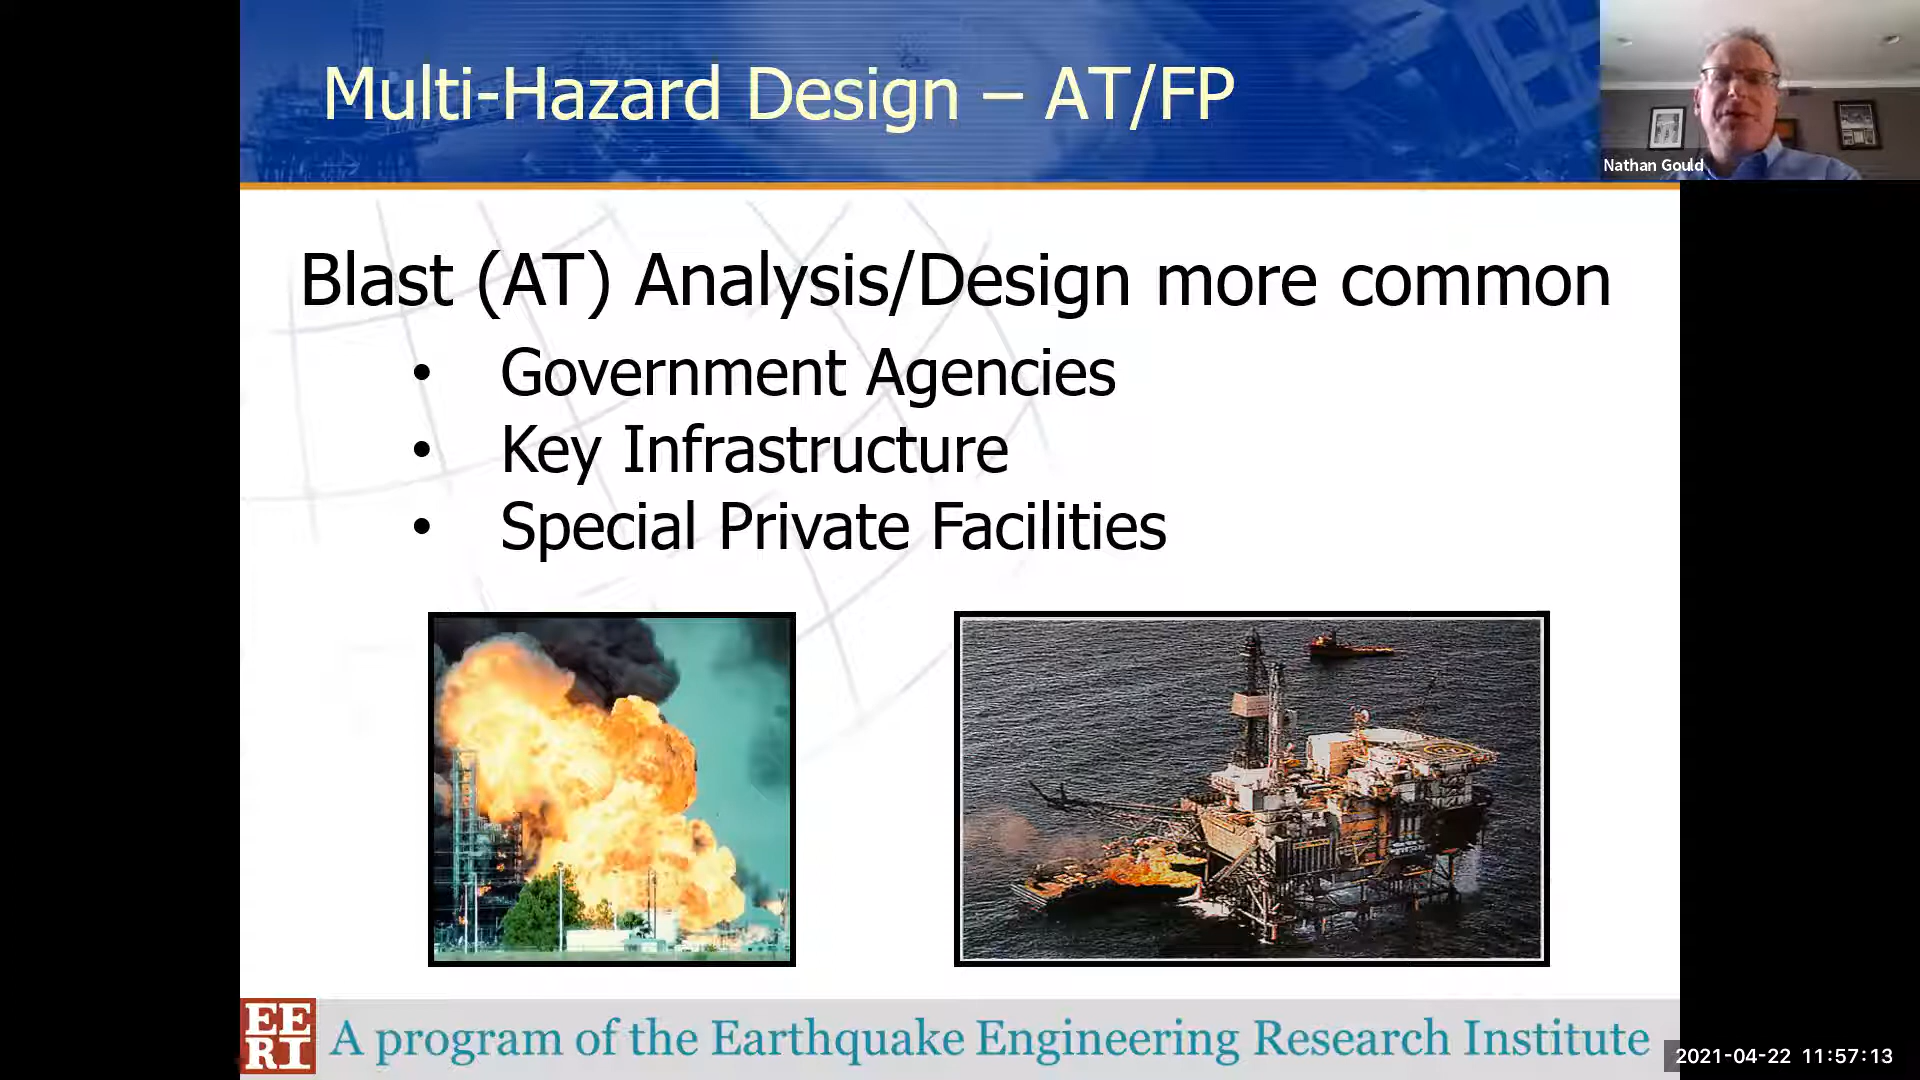 Multi-Hazard Design – AT/FP
Nathan Gould
Blast (AT) Analysis/Design more common
• Government Agencies
• Key Infrastructure
• Special Private Facilities
EE
RI
A program of the Earthquake Engineering Research Institute
2021-04-22 11:57:13